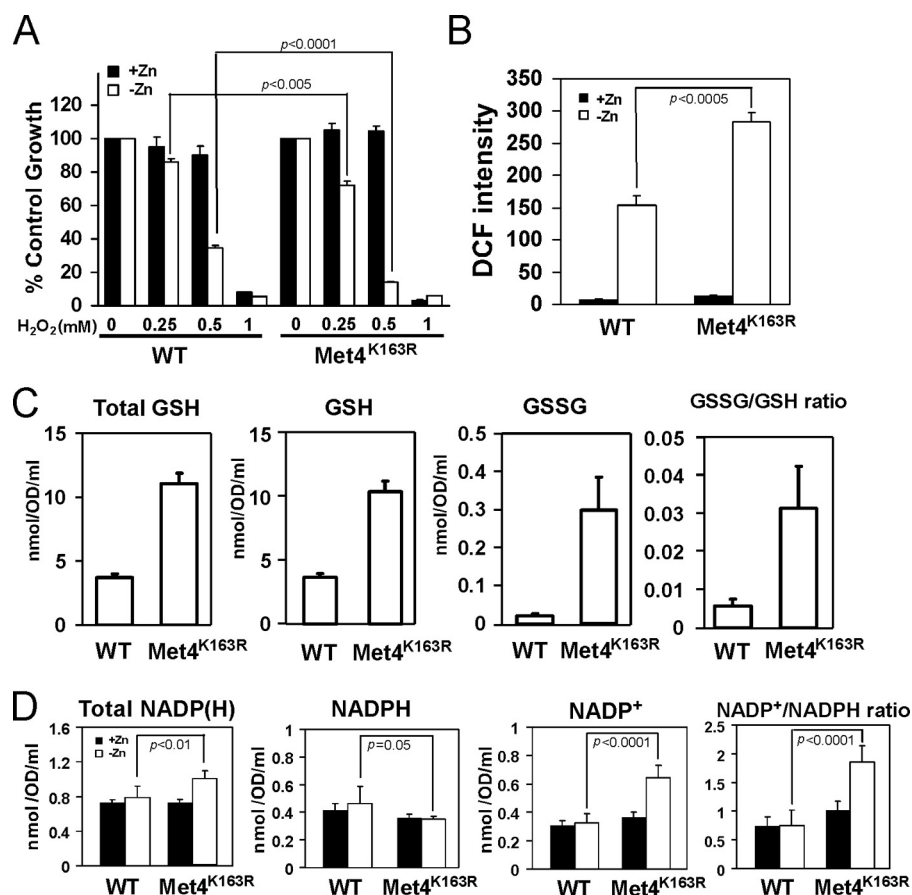 A
p<0.0001
+Zn
-Zn
p<0.005
% Control Growth
120
100
80
60
40
20
0
H2O2(mM) 0 0.25 0.5 1 0 0.25 0.5 1
WT Met4K163R
B
350
300
250
200
150
100
50
0
DCF intensity
+Zn
-Zn
p<0.0005
WT Met4K163R
C
Total GSH
nmol/OD/ml
15
10
5
0
WT Met4K163R
GSH
nmol/OD/ml
15
10
5
0
WT Met4K163R
GSSG
nmol/OD/ml
0.5
0.4
0.3
0.2
0.1
0
WT Met4K163R
GSSG/GSH ratio
0.05
0.04
0.03
0.02
0.01
0
WT Met4K163R
D
Total NADP(H)
nmol /OD/ml
1.6
1.2
0.8
0.4
0
+Zn
-Zn
p<0.01
WT Met4K163R
NADPH
nmol /OD/ml
1
0.8
0.6
0.4
0.2
0
p=0.05
WT Met4K163R
NADP+
nmol /OD/ml
1
0.8
0.6
0.4
0.2
0
p<0.0001
WT Met4K163R
NADP+/NADPH ratio
2.5
2
1.5
1
0.5
0
p<0.0001
WT Met4K163R